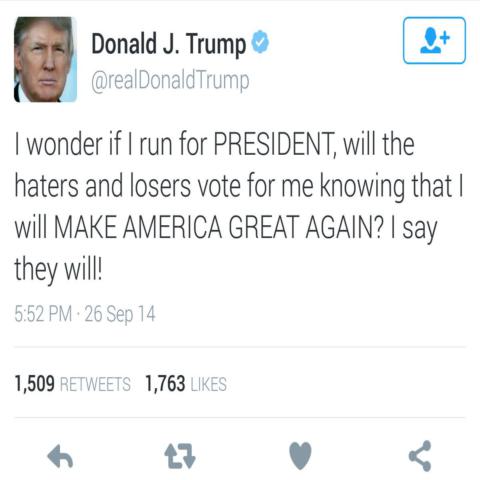 Donald J. Trump
@realDonaldTrump
I wonder if I run for PRESIDENT, will the
haters and losers vote for me knowing that I
will MAKE AMERICA GREAT AGAIN? I say
they will!
5:52 PM · 26 Sep 14
1,509 RETWEETS 1,763 LIKES